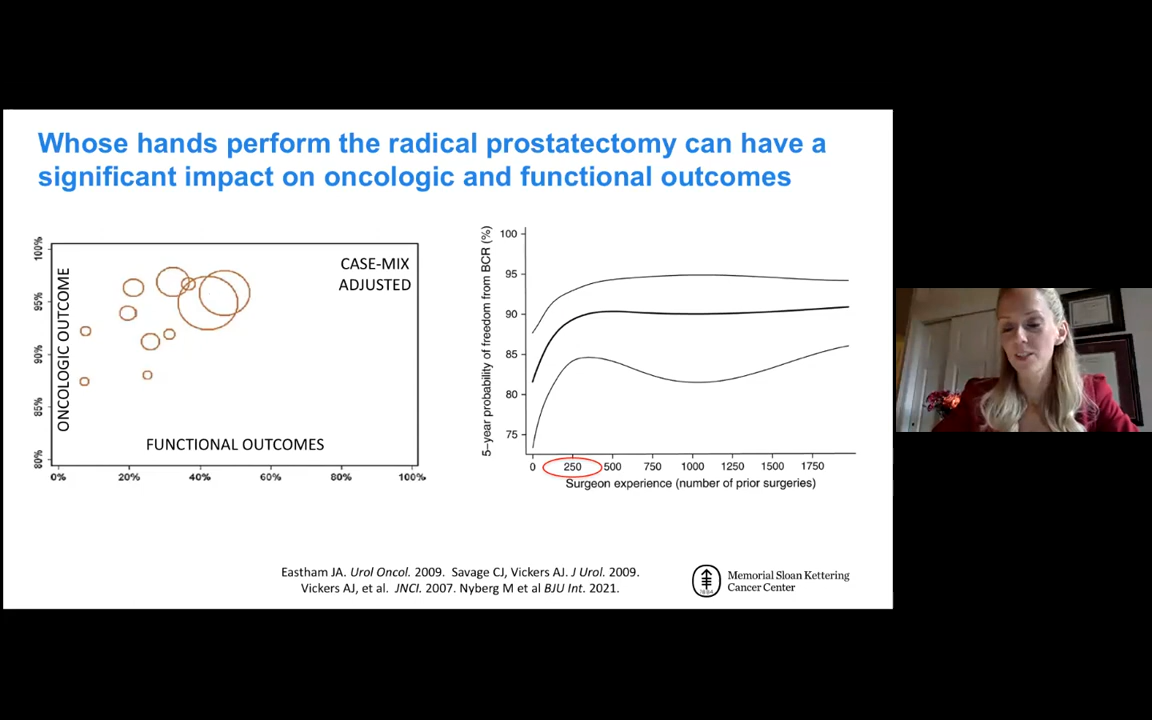 Whose hands perform the radical prostatectomy can have a
significant impact on oncologic and functional outcomes
100%
95%
90%
85%
80%
ONCOLOGIC OUTCOME
CASE-MIX
ADJUSTED
FUNCTIONAL OUTCOMES
0%
20%
40%
60%
80%
100%
5-year probability of freedom from BCR (%)
100
95
90
85
80
75
0
250
500
750
1000
1250
1500
1750
Surgeon experience (number of prior surgeries)
Eastham JA. Urol Oncol. 2009. Savage CJ, Vickers AJ. J Urol. 2009.
Vickers AJ, et al. JNCI. 2007. Nyberg M et al BJU Int. 2021.
Memorial Sloan Kettering
Cancer Center